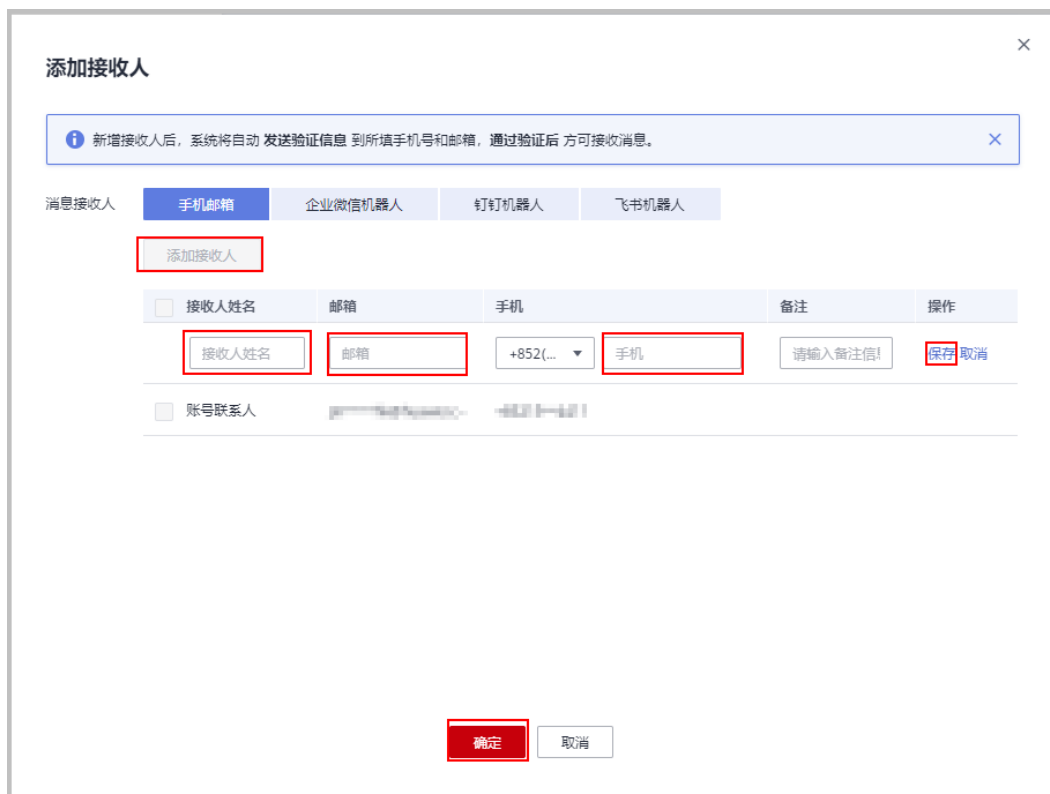 添加接收人
新增接收人后，系统将自动 发送验证信息 到所填手机号和邮箱，通过验证后 方可接收消息。
消息接收人 手机邮箱 企业微信机器人 钉钉机器人 飞书机器人
添加接收人
接收人姓名 邮箱 手机 备注 操作
接收人姓名 邮箱 +852(... 手机 请输入备注信 保存 取消
账号联系人
确定 取消